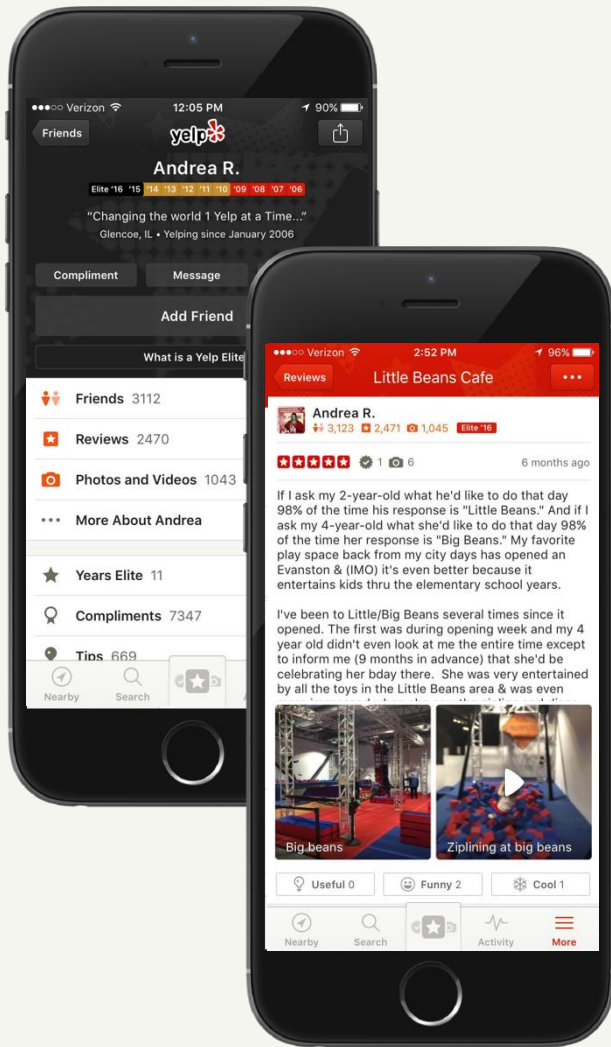 Verizon 12:05 PM 90%
Friends yelp
Andrea R.
Elite '16 '15 '14 '13 '12 '11 '10 '09 '08 '07 '06
"Changing the world 1 Yelp at a Time..."
Glencoe, IL • Yelping since January 2006
Compliment Message
Add Friend
What is a Yelp Elite
Friends 3112
Reviews 2470
Photos and Videos 1043
More About Andrea
Years Elite 11
Compliments 7347
Tips 669
Nearby Search
Verizon 2:52 PM 96%
Reviews Little Beans Cafe
Andrea R.
3,123 2,471 1,045 Elite '16
1 6 6 months ago
If I ask my 2-year-old what he'd like to do that day
98% of the time his response is "Little Beans." And if I
ask my 4-year-old what she'd like to do that day 98%
of the time her response is "Big Beans." My favorite
play space back from my city days has opened an
Evanston & (IMO) it's even better because it
entertains kids thru the elementary school years.
I've been to Little/Big Beans several times since it
opened. The first was during opening week and my 4
year old didn't even look at me the entire time except
to inform me (9 months in advance) that she'd be
celebrating her bday there. She was very entertained
by all the toys in the Little Beans area & was even
Big beans Ziplining at big beans
Useful 0 Funny 2 Cool 1
Nearby Search Activity More